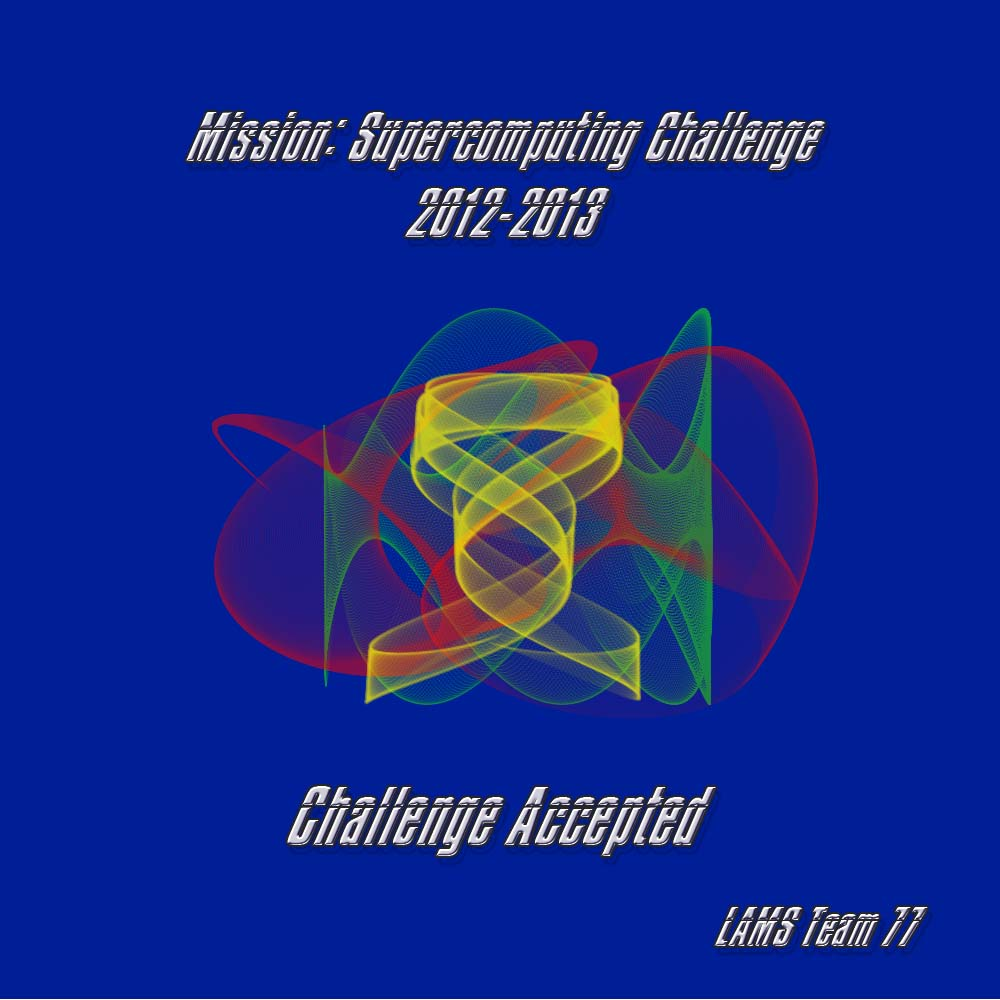 Mission: Supercomputing Challenge
2012-2013
Challenge Accepted
LAMS Team 77